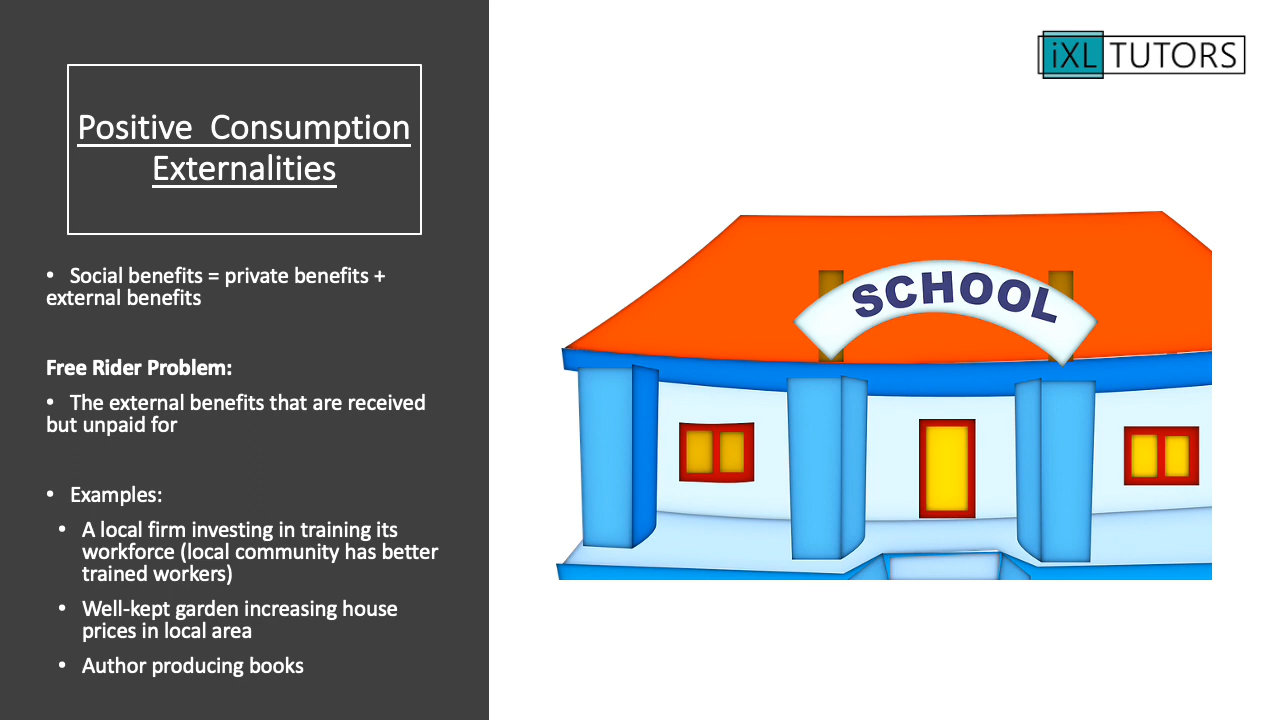 iXL TUTORS
Positive Consumption
Externalities
• Social benefits = private benefits +
external benefits
Free Rider Problem:
• The external benefits that are received
but unpaid for
• Examples:
• A local firm investing in training its
workforce (local community has better
trained workers)
• Well-kept garden increasing house
prices in local area
• Author producing books
SCHOOL